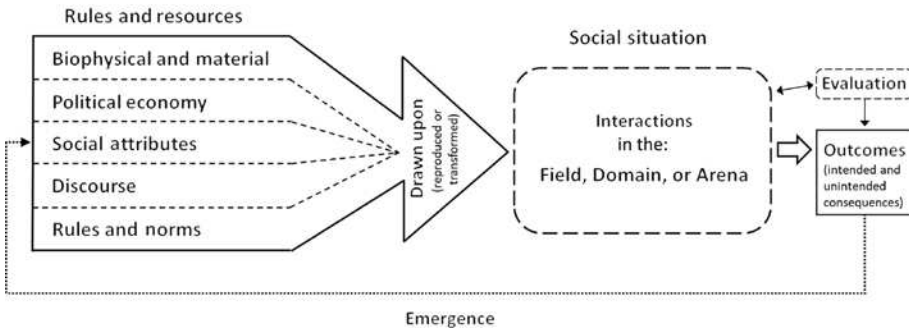 Rules and resources
Biophysical and material
Political economy
Social attributes
Discourse
Rules and norms
Drawn upon
(reproduced or
transformed)
Social situation
Interactions
in the:
Field, Domain, or Arena
Evaluation
Outcomes
(intended and
unintended
consequences)
Emergence